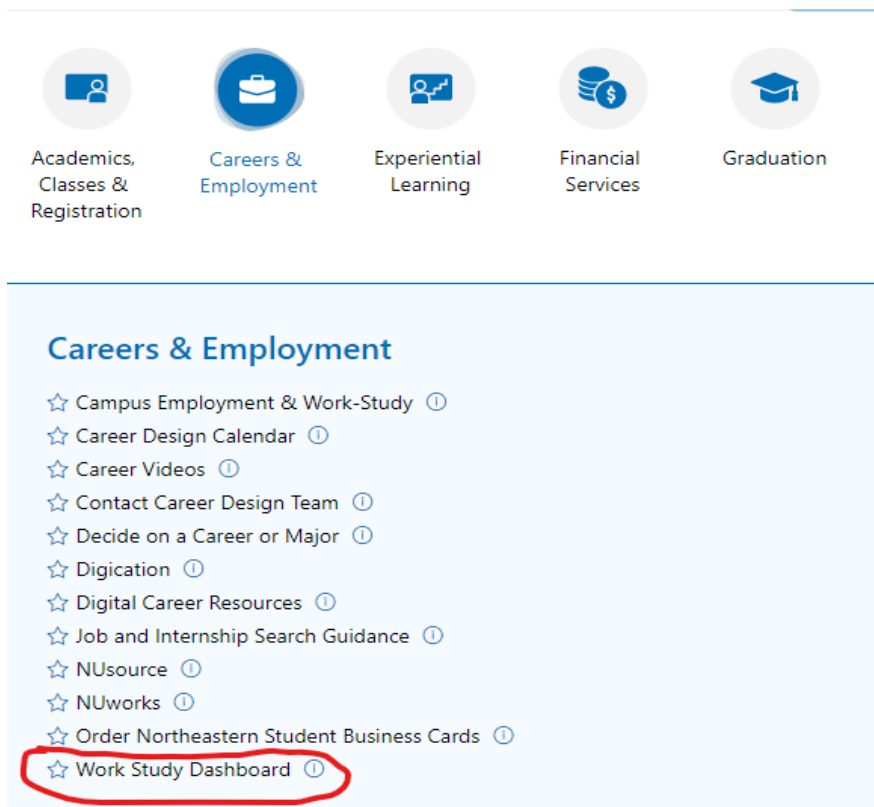 Academics,
Classes &
Registration
Careers &
Employment
Experiential
Learning
Financial
Services
Graduation
Careers & Employment
Campus Employment & Work-Study
Career Design Calendar
Career Videos
Contact Career Design Team
Decide on a Career or Major
Digication
Digital Career Resources
Job and Internship Search Guidance
NUsource
NUworks
Order Northeastern Student Business Cards
Work Study Dashboard